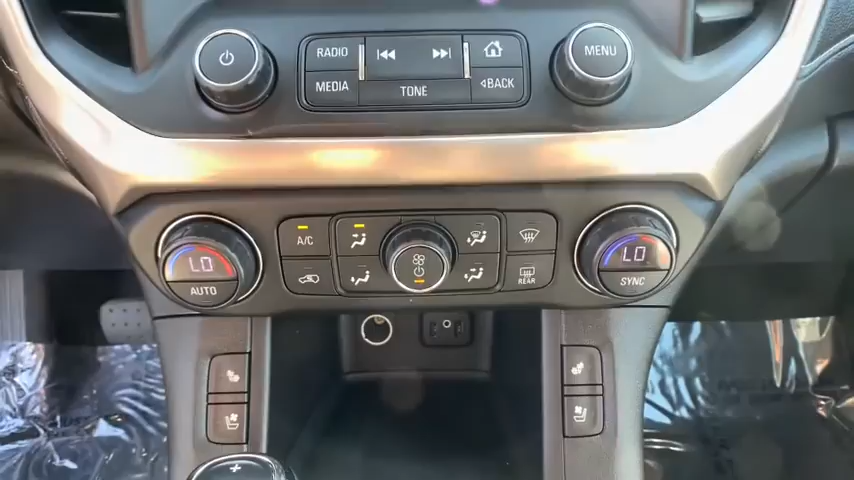 RADIO
MENU
MEDIA
TONE
BACK
A/C
LO
LO
AUTO
REAR
SYNC